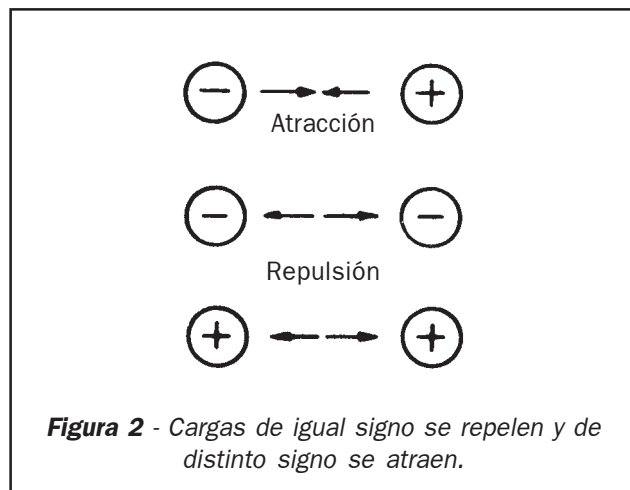 − +
Atracción
− −
Repulsión
+ +
Figura 2 - Cargas de igual signo se repelen y de
distinto signo se atraen.